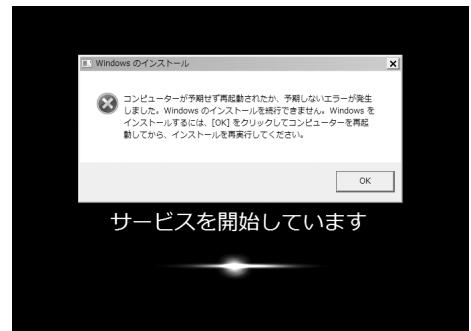 Windows のインストール
コンピューターが予期せず再起動されたか、予期しないエラーが発生
しました。Windows のインストールを続行できません。Windows を
インストールするには、[OK] をクリックしてコンピューターを再起
動してから、インストールを再実行してください。
OK
サービスを開始しています